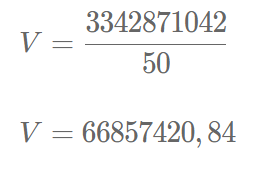 V = 3342871042 / 50
V = 66857420,84